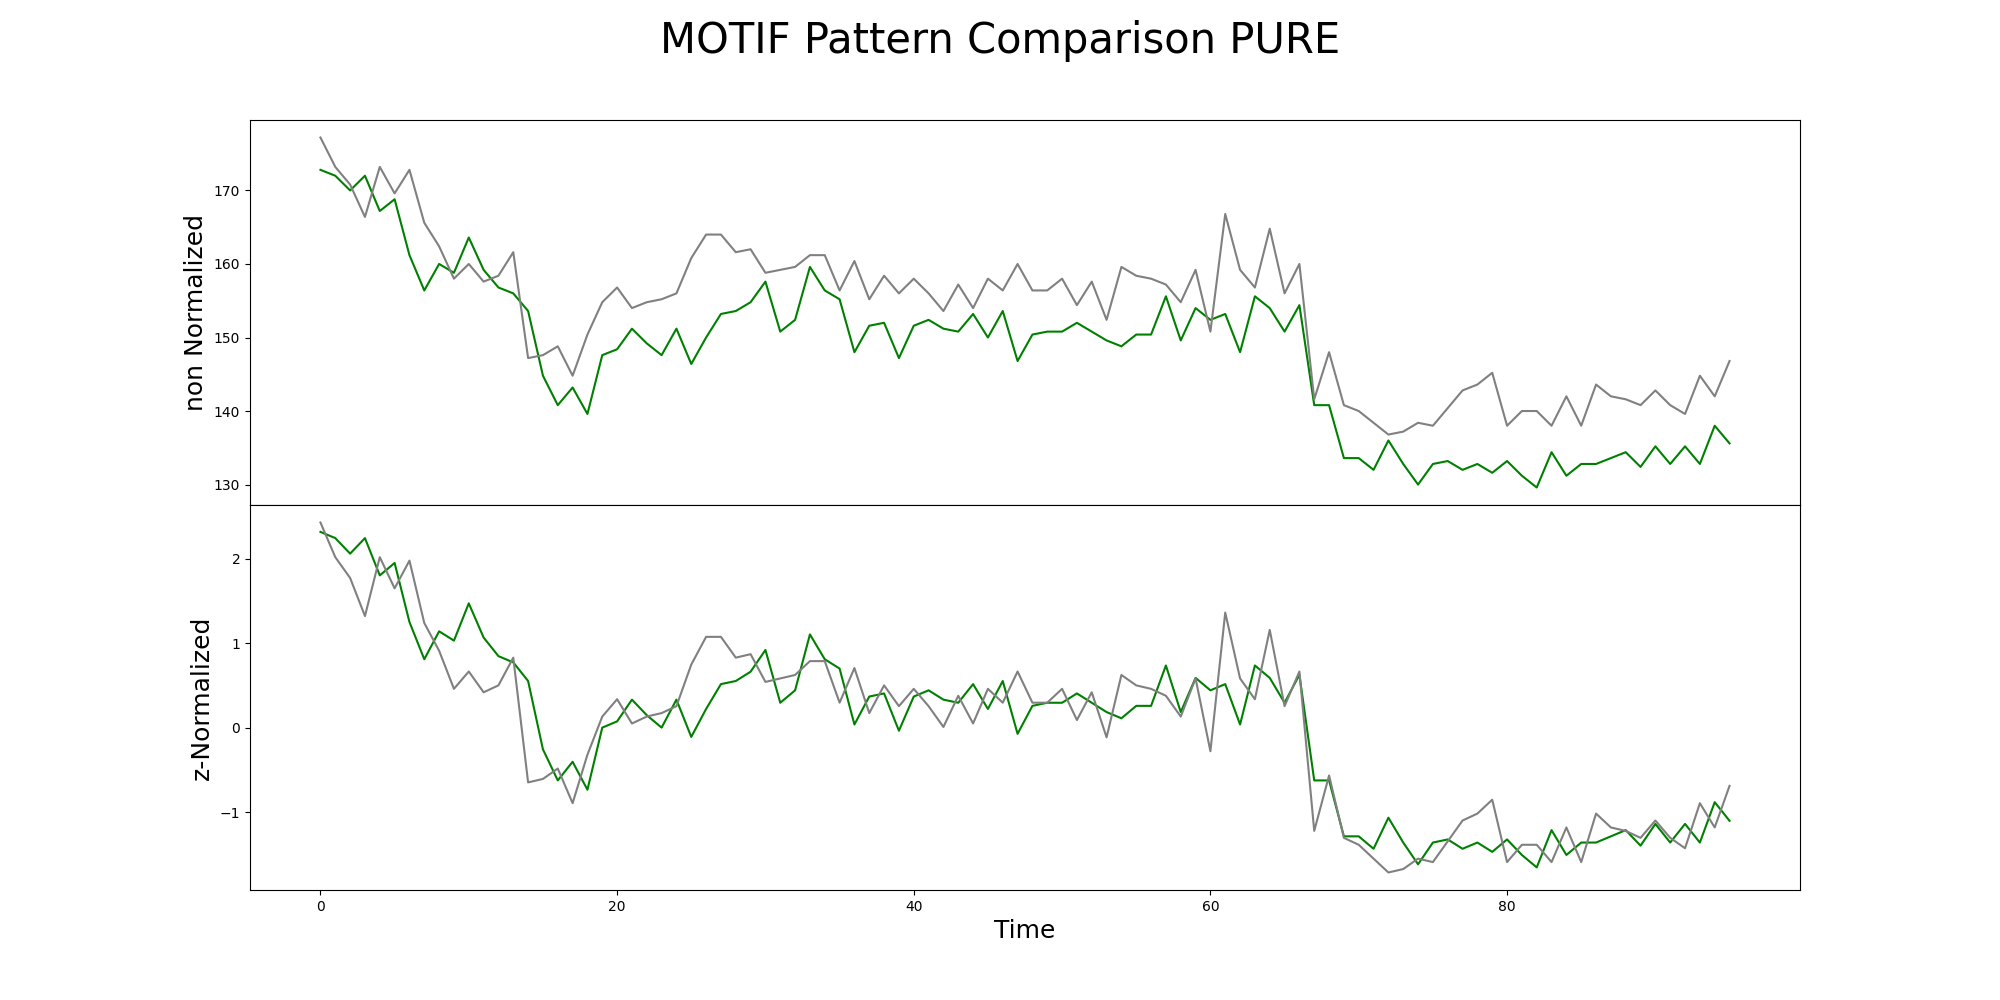 MOTIF Pattern Comparison PURE
non Normalized
170
160
150
140
130
z-Normalized
2
1
0
−1
0 20 40 60 80
Time